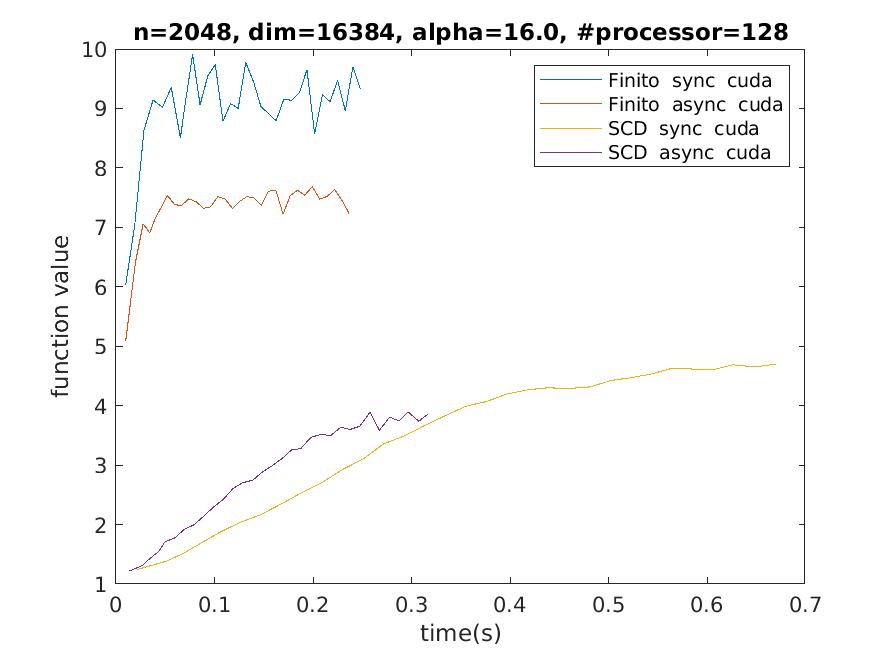 n=2048, dim=16384, alpha=16.0, #processor=128
10
9
8
7
6
5
4
3
2
1
function value
Finito sync cuda
Finito async cuda
SCD sync cuda
SCD async cuda
0 0.1 0.2 0.3 0.4 0.5 0.6 0.7
time(s)